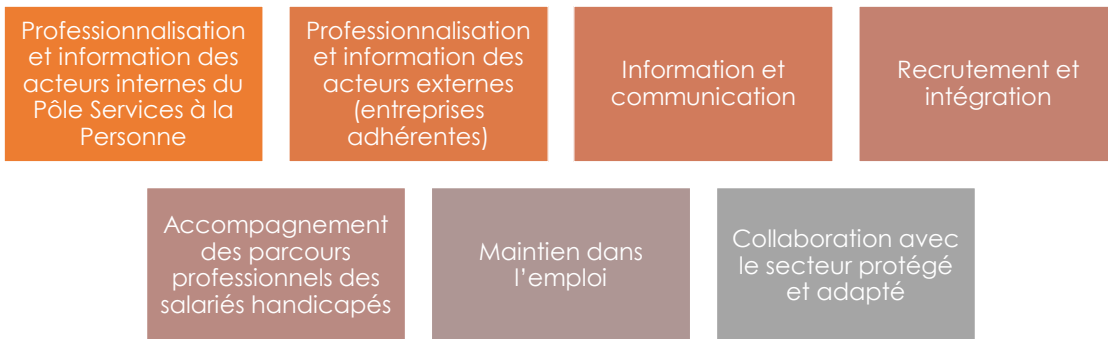 Professionnalisation
et information des
acteurs internes du
Pôle Services à la
Personne
Professionnalisation
et information des
acteurs externes
(entreprises
adhérentes)
Information et
communication
Recrutement et
intégration
Accompagnement
des parcours
professionnels des
salariés handicapés
Maintien dans
l'emploi
Collaboration avec
le secteur protégé
et adapté